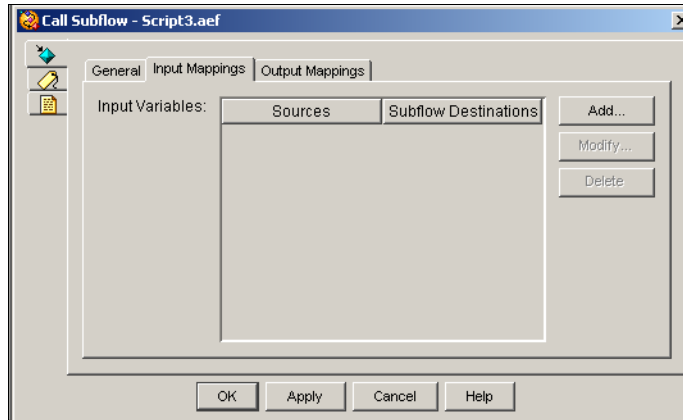 Call Subflow - Script3.aef
General Input Mappings Output Mappings
Input Variables: Sources Subflow Destinations Add...
Modify...
Delete
OK Apply Cancel Help